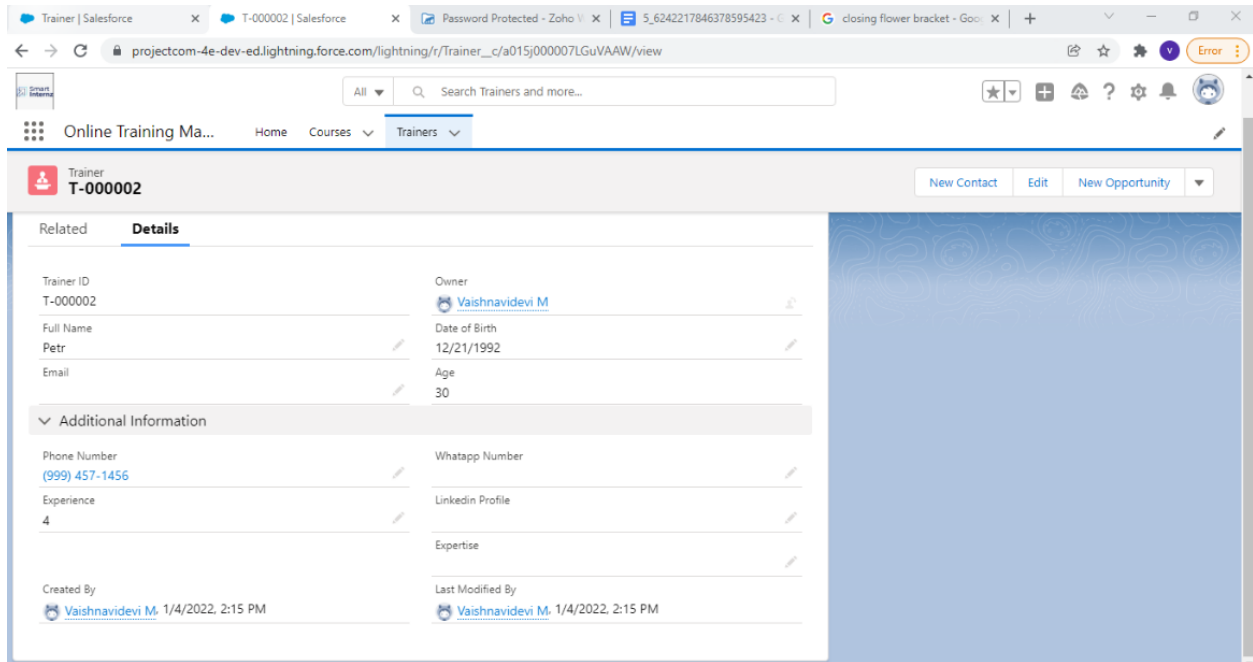 Trainer | Salesforce
T-000002 | Salesforce
Password Protected - Zoho W
5_6242217846378595423 - G
closing flower bracket - Goog
projectcom-4e-dev-ed.lightning.force.com/lightning/r/Trainer__c/a015j000007LGuVAAW/view
V
Error
Smart
Internz
All
Search Trainers and more...
Online Training Ma...
Home
Courses
Trainers
Trainer
T-000002
New Contact
Edit
New Opportunity
Related
Details
Trainer ID
T-000002
Owner
Vaishnavidevi M
Full Name
Petr
Date of Birth
12/21/1992
Email
Age
30
Additional Information
Phone Number
(999) 457-1456
Whatapp Number
Experience
4
Linkedin Profile
Expertise
Created By
Vaishnavidevi M, 1/4/2022, 2:15 PM
Last Modified By
Vaishnavidevi M, 1/4/2022, 2:15 PM